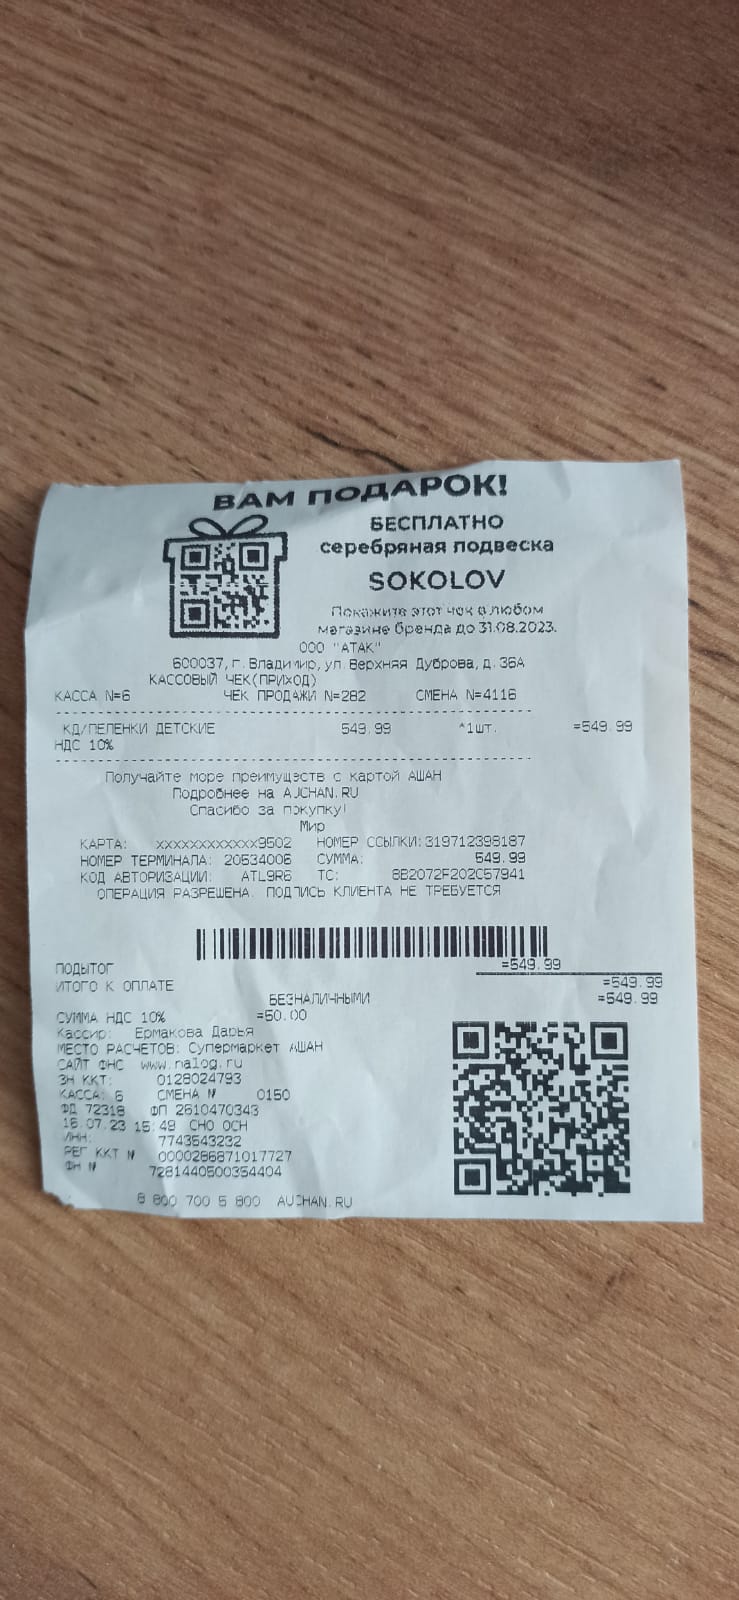 ВАМ ПОДАРОК!
БЕСПЛАТНО
серебряная подвеска
SOKOLOV
Покажите этот чек в любом
магазине бренда до 31.08.2023.
ООО "АТАК"
600037, г. Владимир, ул. Верхняя Дуброва, д. 36А
КАССОВЫЙ ЧЕК(ПРИХОД)
КАССА N=6 ЧЕК ПРОДАЖИ N=282 СМЕНА N=4116
КД/ПЕЛЕНКИ ДЕТСКИЕ 549.99 *1шт. =549.99
НДС 10%
Получайте море преимуществ с картой АШАН
Подробнее на AUCHAN.RU
Спасибо за покупку!
Мир
КАРТА: xxxxxxxxxxxx9502 НОМЕР ССЫЛКИ:319712398187
НОМЕР ТЕРМИНАЛА: 20534006 СУММА: 549.99
КОД АВТОРИЗАЦИИ: ATL9R6 ТС: 8B2072F202C57941
ОПЕРАЦИЯ РАЗРЕШЕНА. ПОДПИСЬ КЛИЕНТА НЕ ТРЕБУЕТСЯ
ПОДЫТОГ =549.99
ИТОГО К ОПЛАТЕ =549.99
БЕЗНАЛИЧНЫМИ =549.99
СУММА НДС 10% =50.00
Кассир: Ермакова Дарья
МЕСТО РАСЧЕТОВ: Супермаркет АШАН
САЙТ ФНС www.nalog.ru
ЗН ККТ: 0128024793
КАССА: 6 СМЕНА № 0150
ФД 72318 ФП 2610470343
16.07.23 15:49 СНО ОСН
ИНН: 7743543232
РЕГ ККТ № 0000286871017727
ФН № 7281440500354404
8 800 700 5 800 AUCHAN.RU